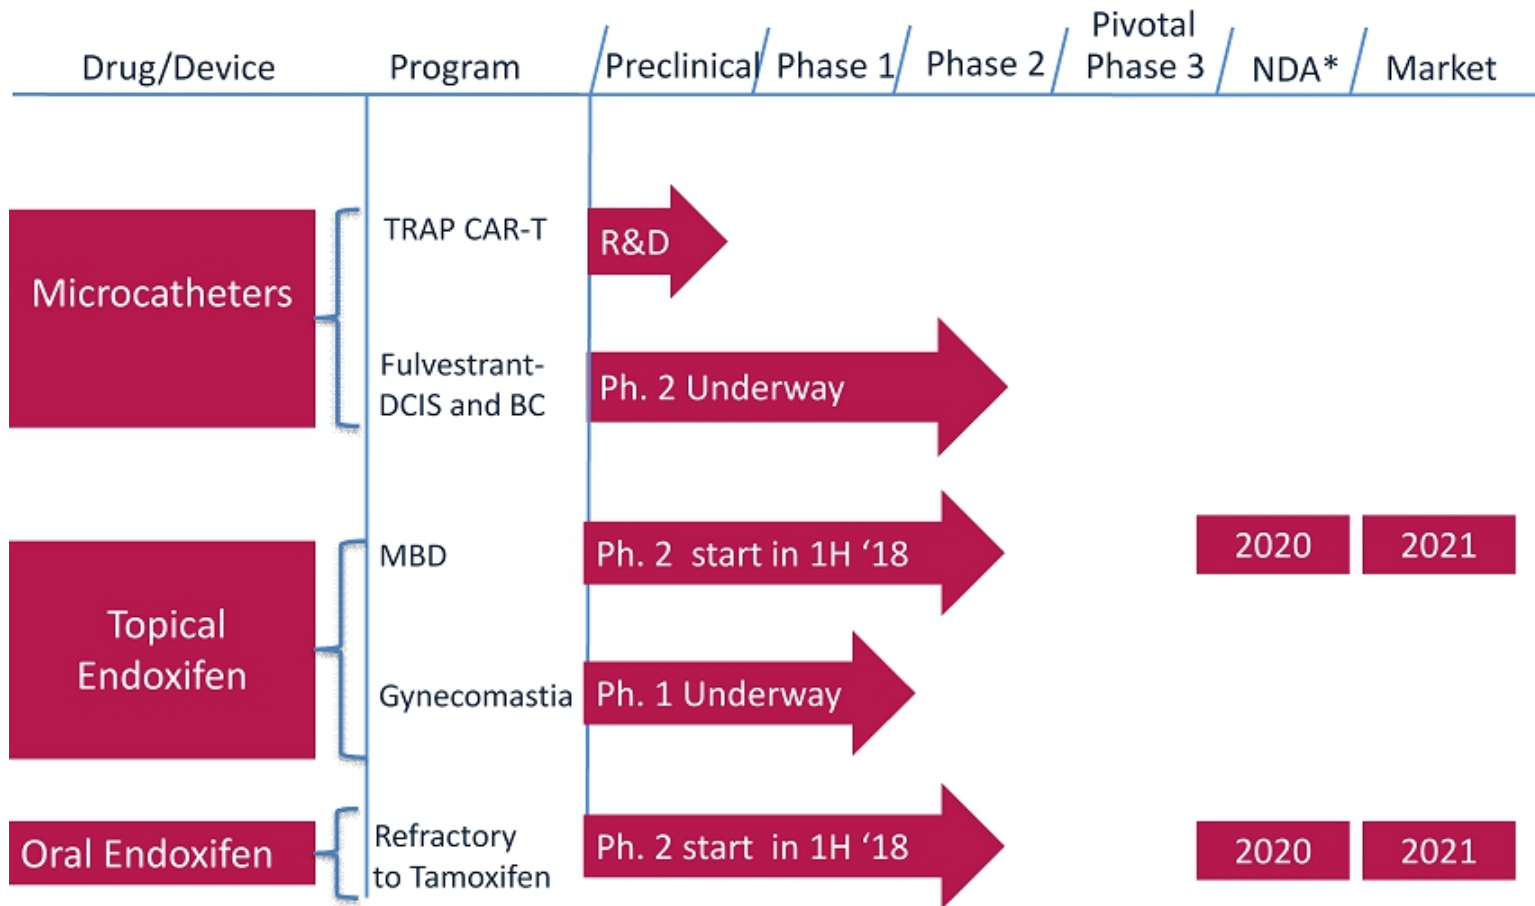 Drug/Device Program Preclinical Phase 1 Phase 2 Pivotal Phase 3 NDA* Market
Microcatheters
TRAP CAR-T
R&D
Fulvestrant-
DCIS and BC
Ph. 2 Underway
Topical
Endoxifen
MBD
Ph. 2 start in 1H ‘18
2020
2021
Gynecomastia
Ph. 1 Underway
Oral Endoxifen
Refractory
to Tamoxifen
Ph. 2 start in 1H ‘18
2020
2021